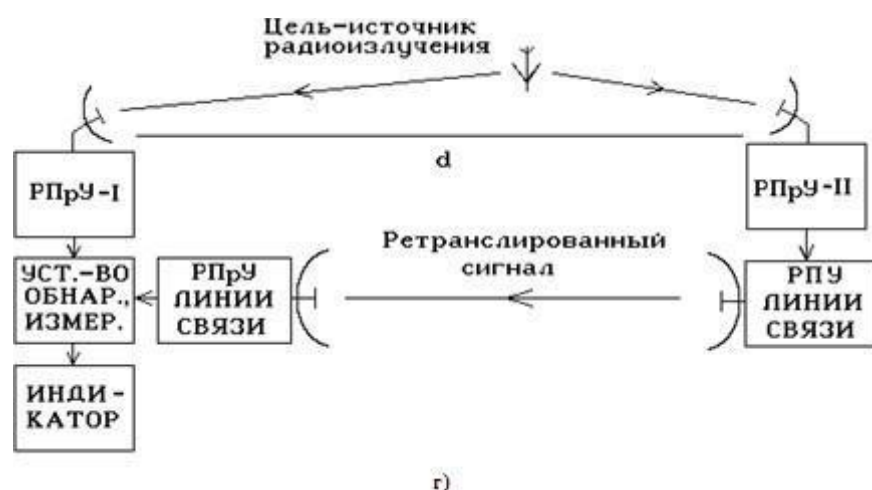 Цель-источник
радиоизлучения
d
РПрУ-I
РПрУ-II
Ретранслированный
сигнал
УСТ.-ВО
ОБНАР.,
ИЗМЕР.
РПрУ
ЛИНИИ
СВЯЗИ
РПУ
ЛИНИИ
СВЯЗИ
ИНДИ-
КАТОР
г)